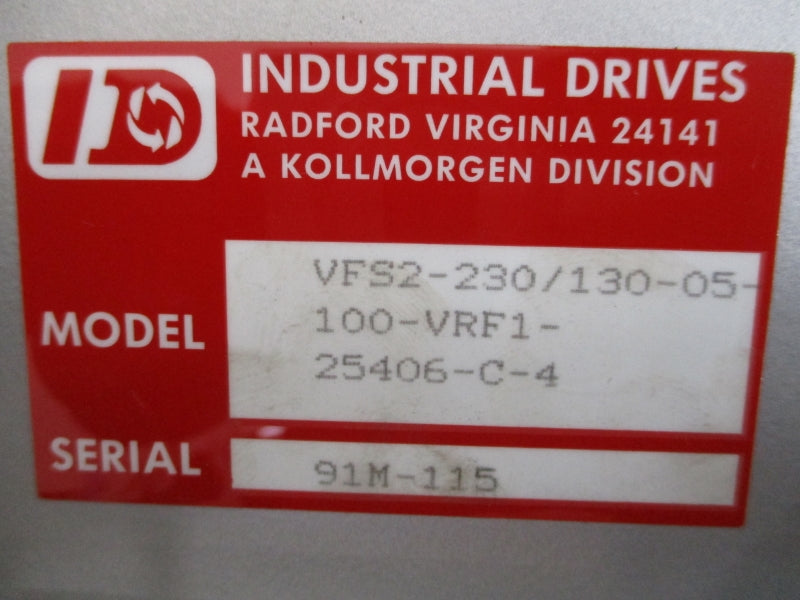 ID
INDUSTRIAL DRIVES
RADFORD VIRGINIA 24141
A KOLLMORGEN DIVISION
MODEL
VFS2-230/130-05-
100-VRF1-
25406-C-4
SERIAL
91M-115